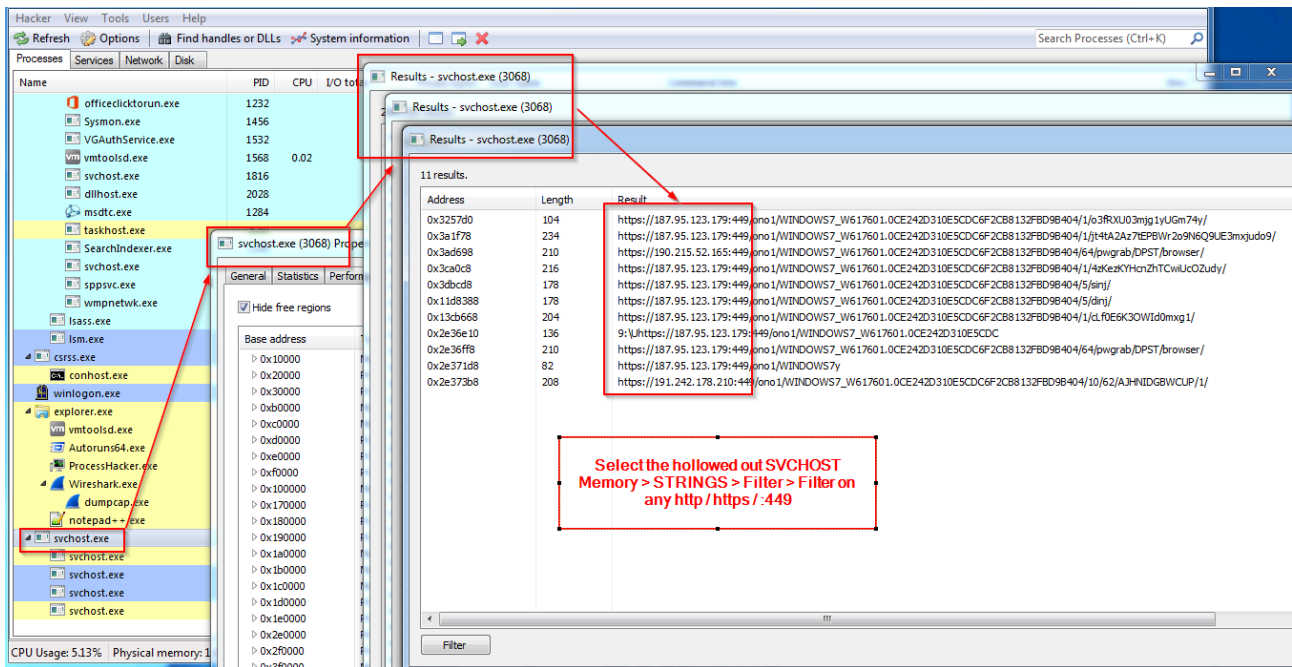 Hacker View Tools Users Help
Refresh Options Find handles or DLLs System information Search Processes (Ctrl+K)
Processes Services Network Disk
Name PID CPU I/O total
officeclicktorun.exe 1232
Sysmon.exe 1456
VGAuthService.exe 1532
vmtoolsd.exe 1568 0.02
svchost.exe 1816
dllhost.exe 2028
msdtc.exe 1284
taskhost.exe
SearchIndexer.exe
svchost.exe
sppsvc.exe
wmpnetwk.exe
lsass.exe
lsm.exe
csrss.exe
conhost.exe
winlogon.exe
explorer.exe
vmtoolsd.exe
Autoruns64.exe
ProcessHacker.exe
Wireshark.exe
dumpcap.exe
notepad++.exe
svchost.exe
svchost.exe
svchost.exe
svchost.exe
svchost.exe
CPU Usage: 5.13% Physical memory: 1
svchost.exe (3068) Prope
General Statistics Perform
Hide free regions
Base address
0x10000
0x20000
0x30000
0xb0000
0xc0000
0xd0000
0xe0000
0xf0000
0x100000
0x170000
0x180000
0x190000
0x1a0000
0x1b0000
0x1c0000
0x1d0000
0x1e0000
0x2e0000
0x2f0000
0x3f0000
Results - svchost.exe (3068)
Results - svchost.exe (3068)
Results - svchost.exe (3068)
11 results.
Address Length Result
0x3257d0 104 https://187.95.123.179:449/ono1/WINDOWS7_W617601.0CE242D310E5CDC6F2CB8132FBD9B404/1/o3fRXU03mjg1yUGm74y/
0x3a1f78 234 https://187.95.123.179:449/ono1/WINDOWS7_W617601.0CE242D310E5CDC6F2CB8132FBD9B404/1/jt4tA2Az7tEPBWr2o9N6Q9UE3mxjudo9/
0x3ad698 210 https://190.215.52.165:449/ono1/WINDOWS7_W617601.0CE242D310E5CDC6F2CB8132FBD9B404/64/pwgrab/DPST/browser/
0x3ca0c8 216 https://187.95.123.179:449/ono1/WINDOWS7_W617601.0CE242D310E5CDC6F2CB8132FBD9B404/1/4zKezKYHcnZhTCwiUcOZudy/
0x3dbcd8 178 https://187.95.123.179:449/ono1/WINDOWS7_W617601.0CE242D310E5CDC6F2CB8132FBD9B404/5/sinj/
0x11d8388 178 https://187.95.123.179:449/ono1/WINDOWS7_W617601.0CE242D310E5CDC6F2CB8132FBD9B404/5/dinj/
0x13cb668 204 https://187.95.123.179:449/ono1/WINDOWS7_W617601.0CE242D310E5CDC6F2CB8132FBD9B404/1/cLf0E6K3OWId0mxg1/
0x2e36e10 136 9:\Uhttps://187.95.123.179:449/ono1/WINDOWS7_W617601.0CE242D310E5CDC
0x2e36ff8 210 https://187.95.123.179:449/ono1/WINDOWS7_W617601.0CE242D310E5CDC6F2CB8132FBD9B404/64/pwgrab/DPST/browser/
0x2e371d8 82 https://187.95.123.179:449/ono1/WINDOWS7y
0x2e373b8 208 https://191.242.178.210:449/ono1/WINDOWS7_W617601.0CE242D310E5CDC6F2CB8132FBD9B404/10/62/AJHNIDGBWCUP/1/
Select the hollowed out SVCHOST
Memory > STRINGS > Filter > Filter on
any http / https / :449
Filter